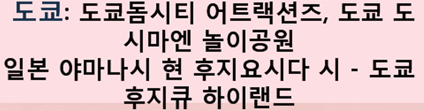 도쿄: 도쿄돔시티 어트랙션즈, 도쿄 도
시마엔 놀이공원
일본 야마나시 현 후지요시다 시 - 도쿄
후지큐 하이랜드